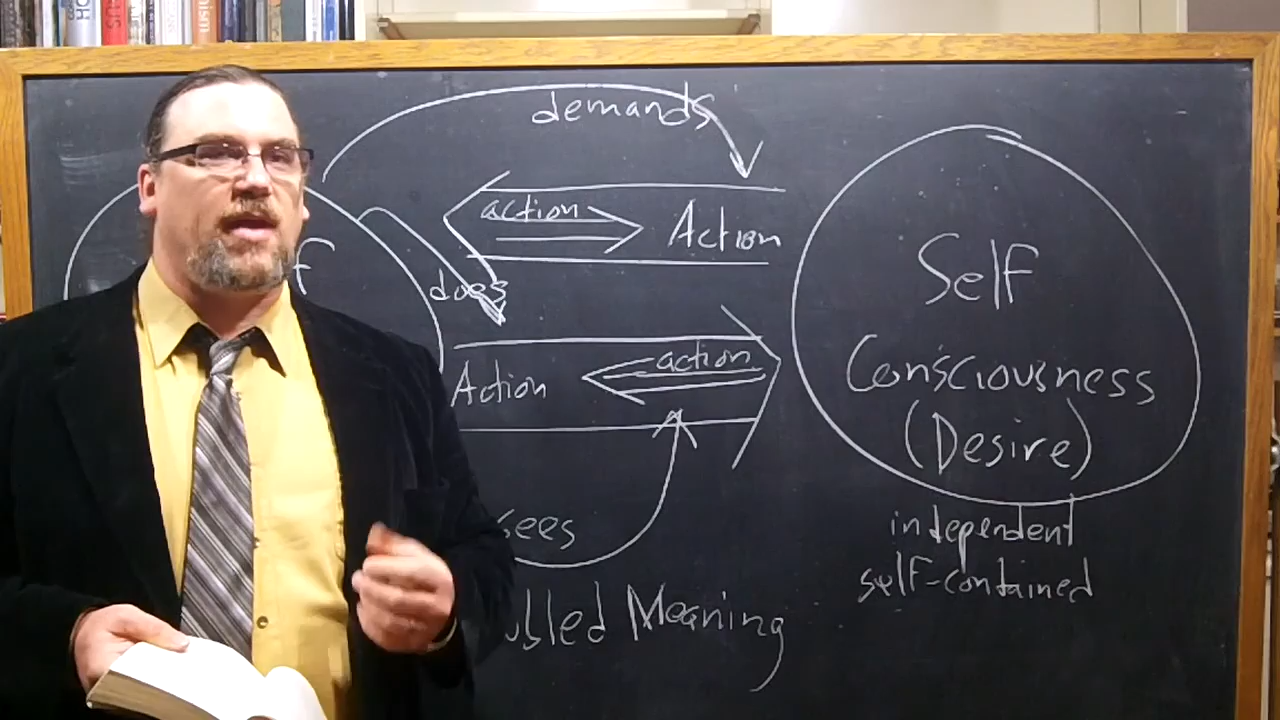 demands
action
Action
does
Action
action
Self
Consciousness
(Desire)
sees
independent
self-contained
Meaning